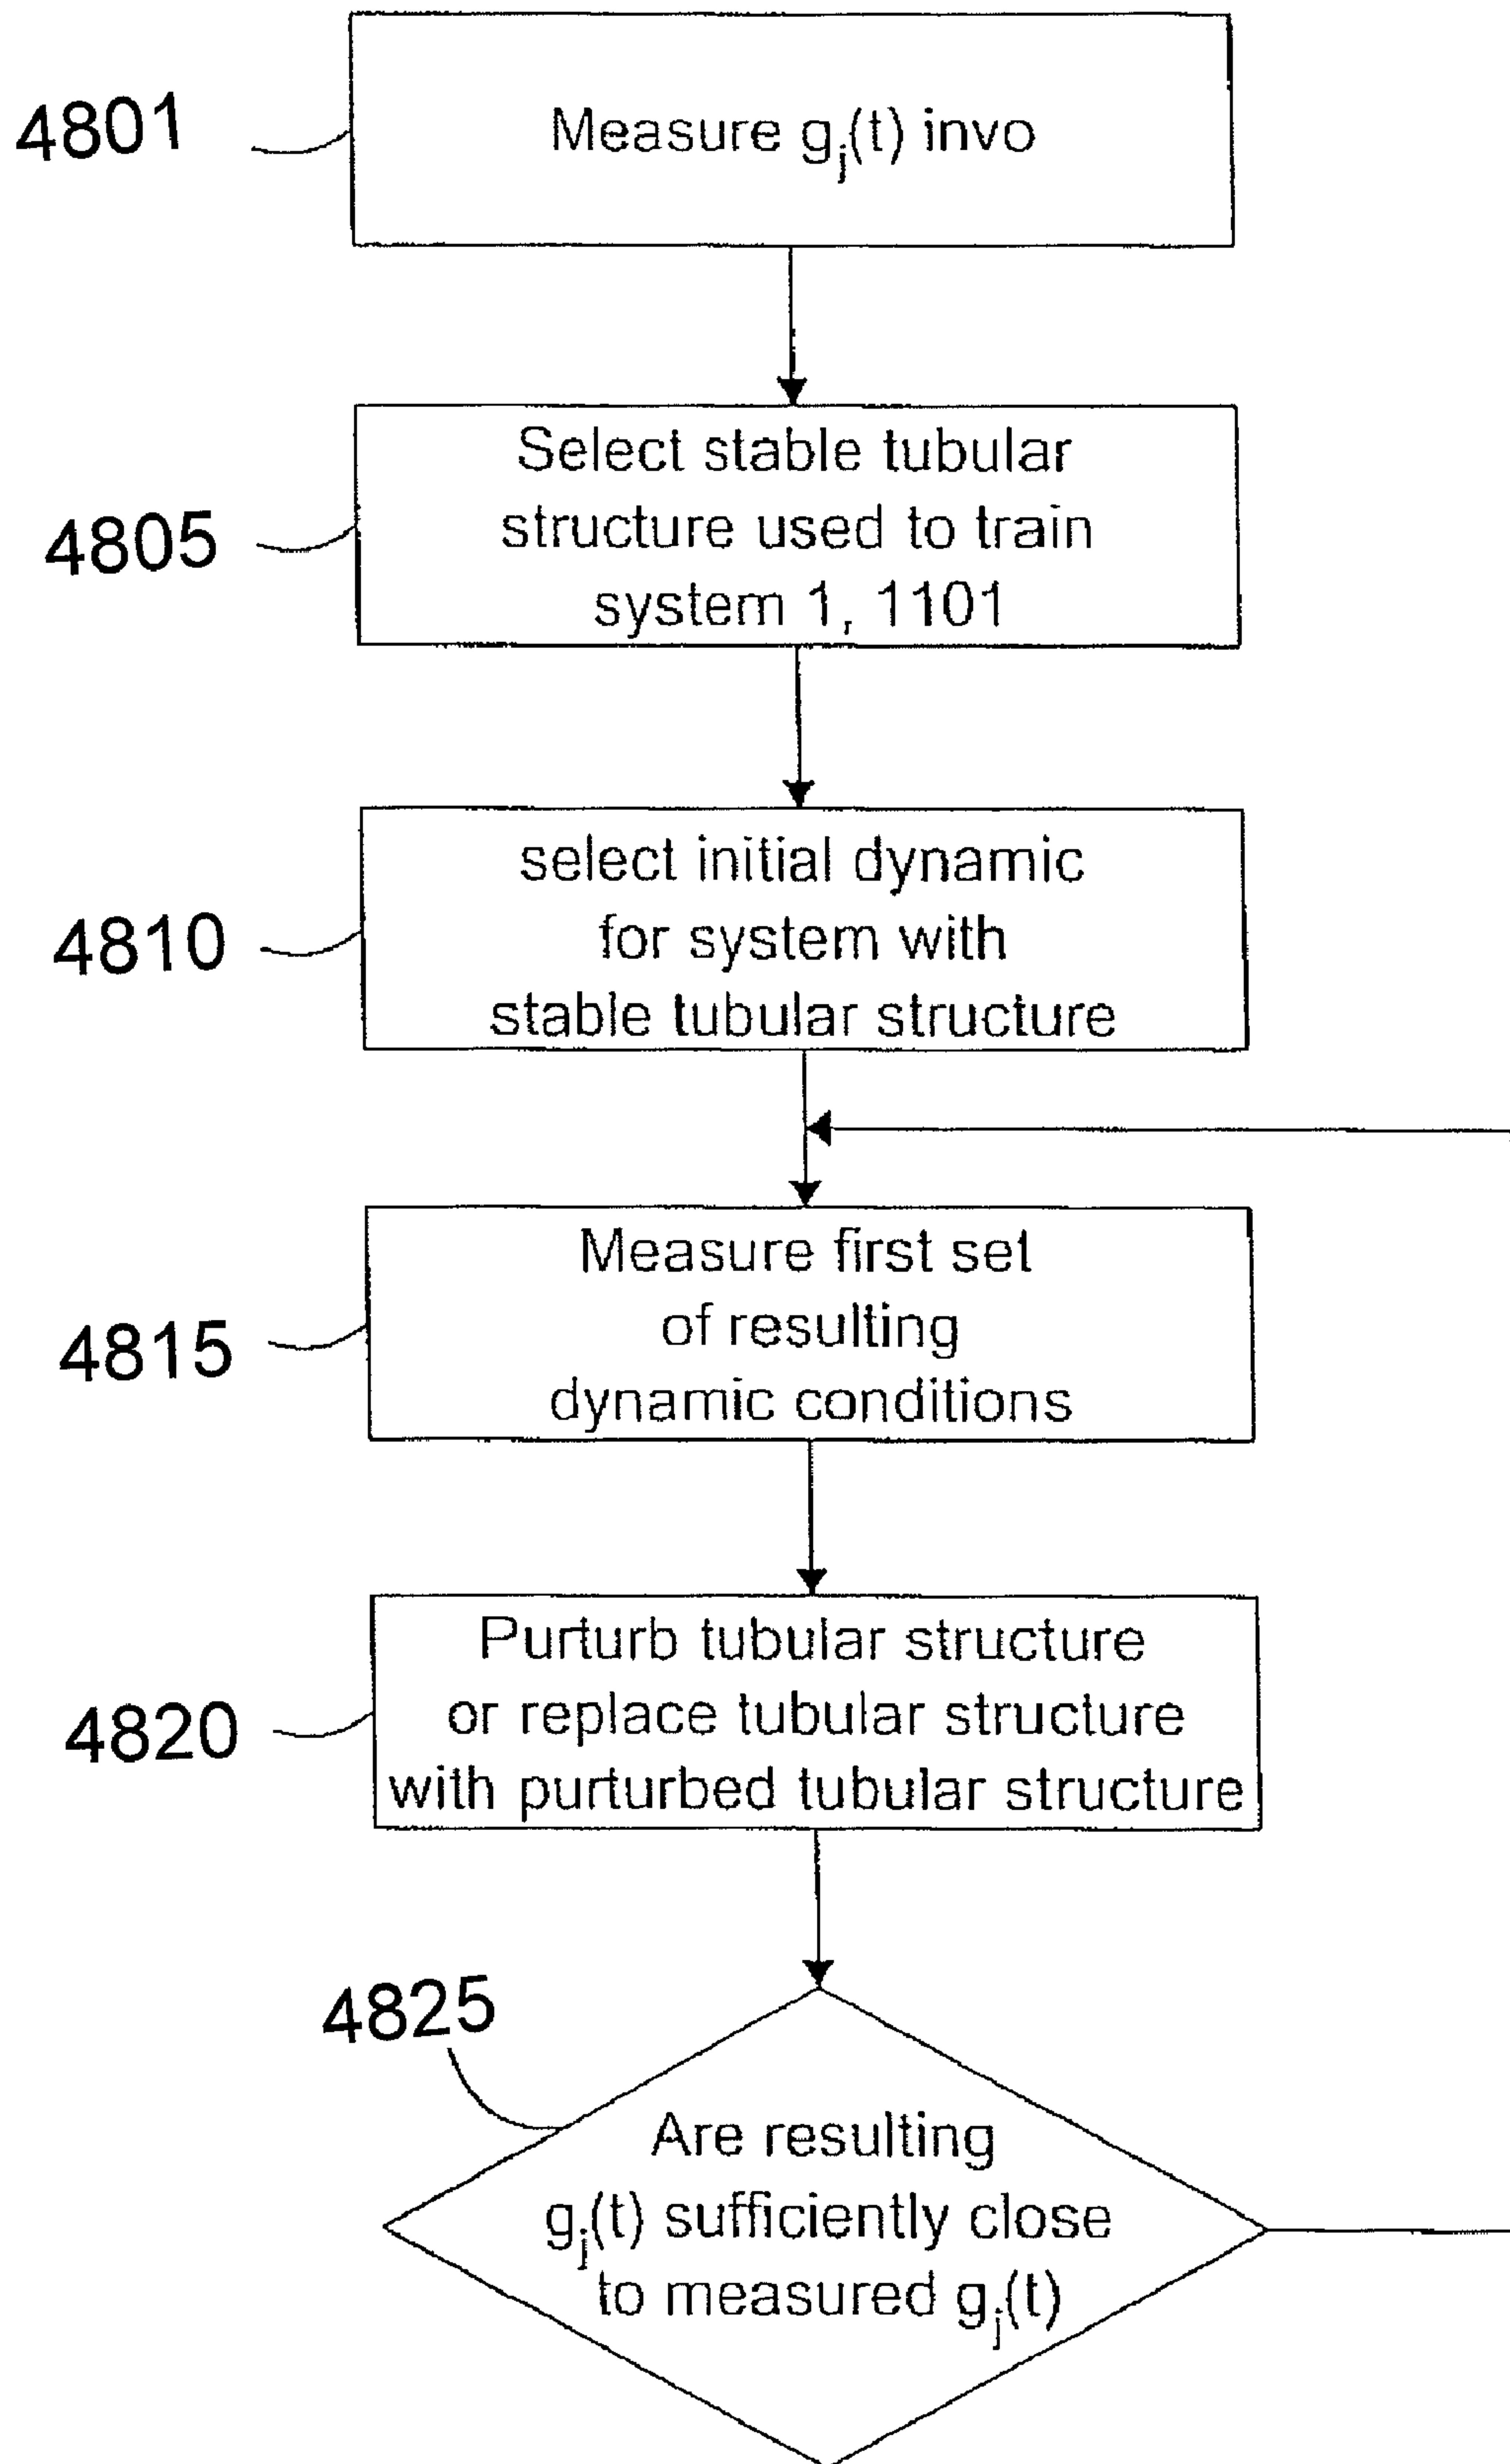 4801
Measure gj(t) invo
4805
Select stable tubular
structure used to train
system 1, 1101
4810
select initial dynamic
for system with
stable tubular structure
4815
Measure first set
of resulting
dynamic conditions
4820
Purturb tubular structure
or replace tubular structure
with purturbed tubular structure
4825
Are resulting
gj(t) sufficiently close
to measured gj(t)